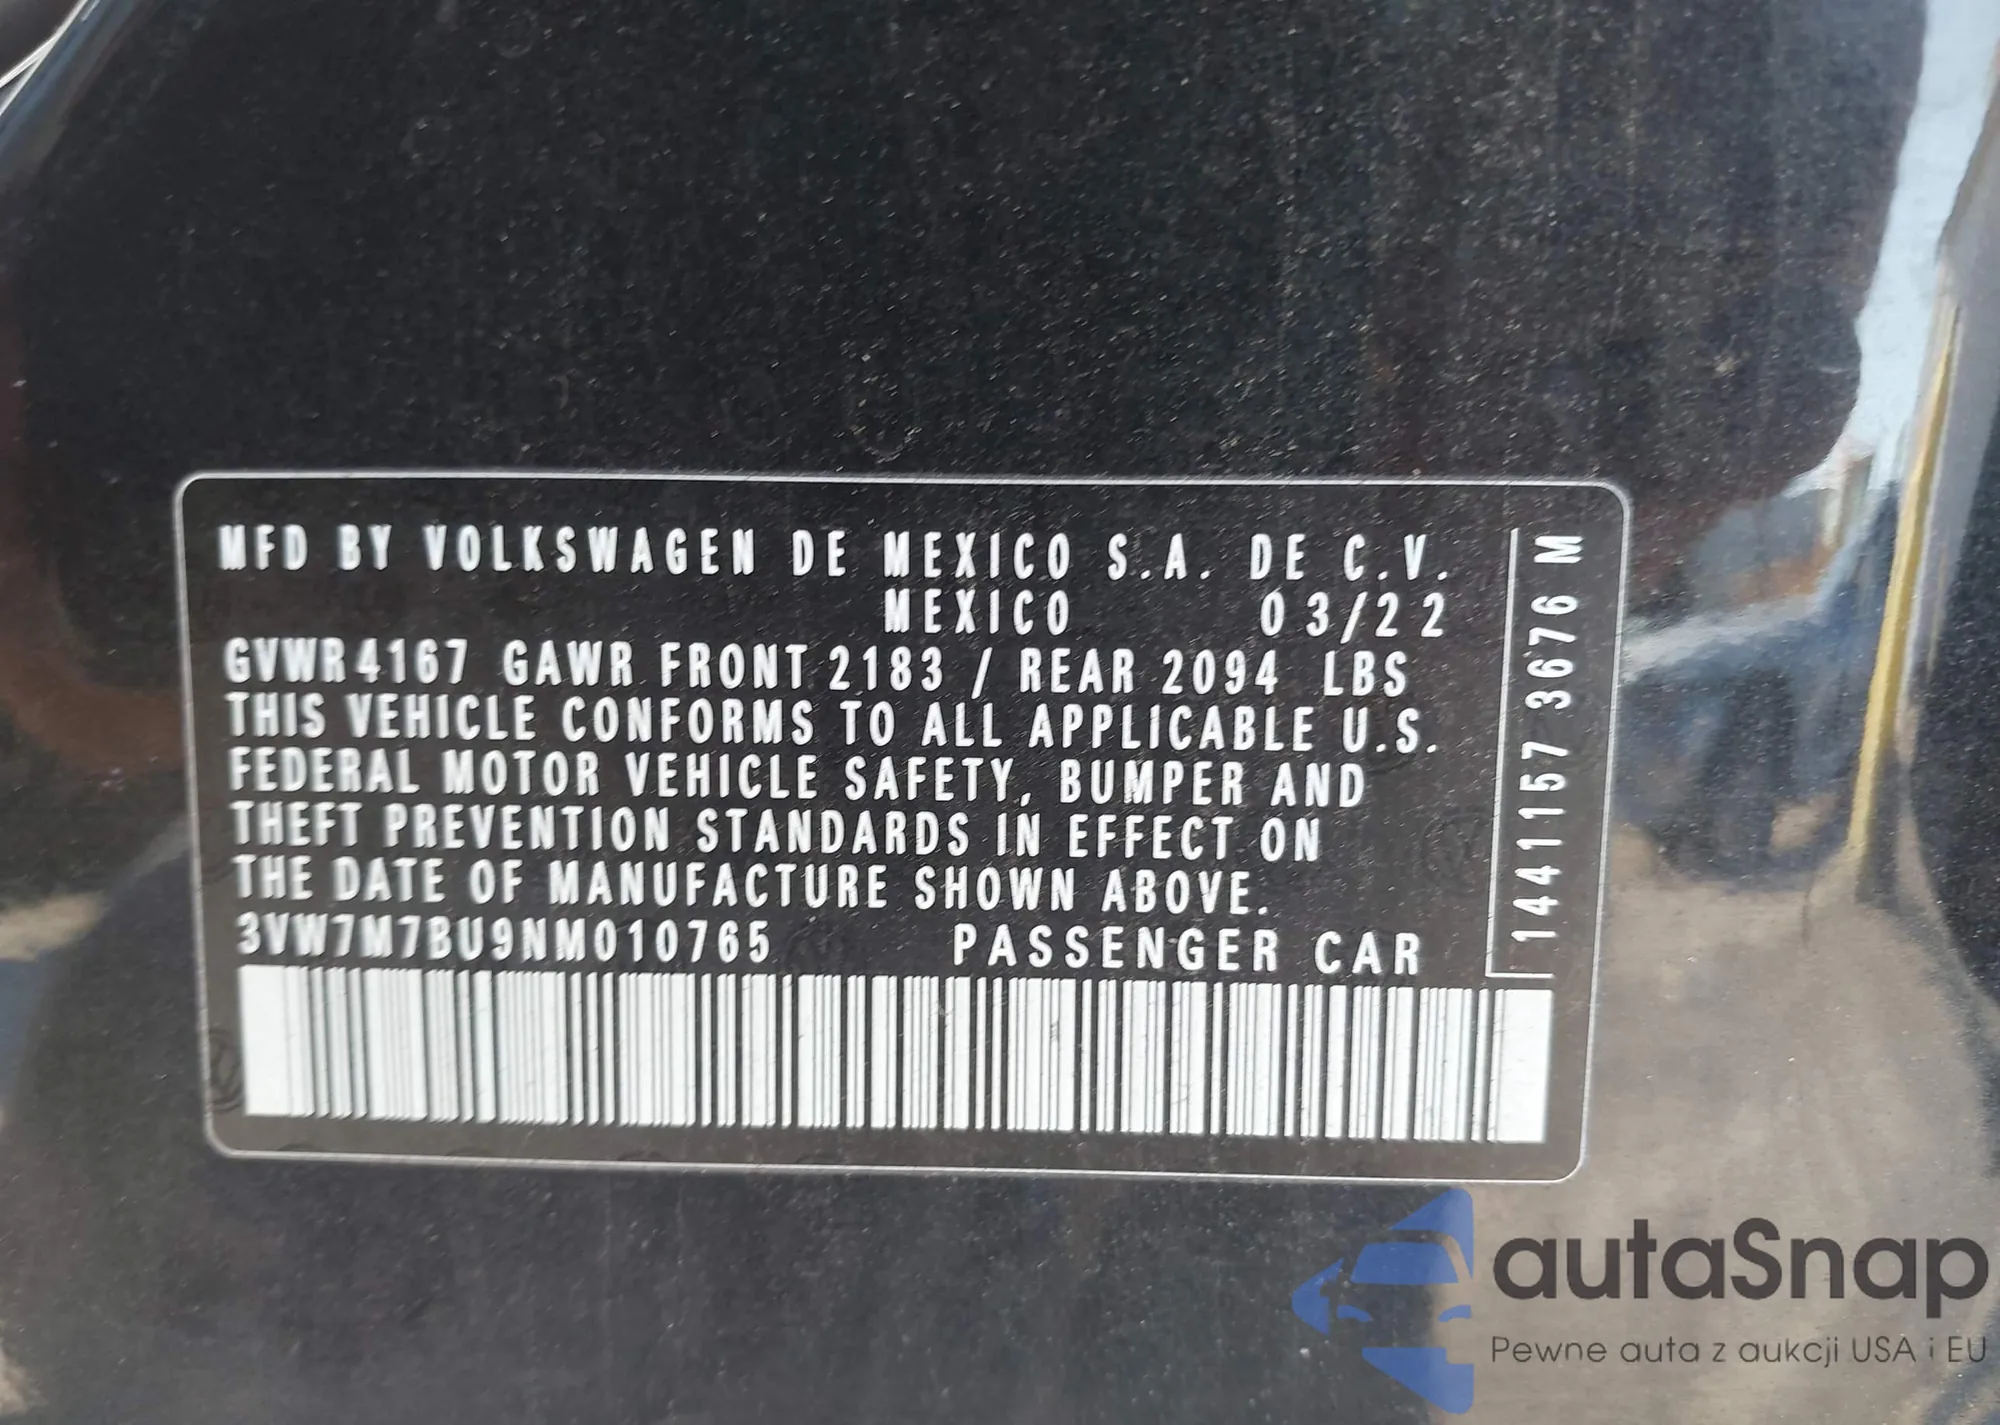 MFD BY VOLKSWAGEN DE MEXICO S.A. DE C.V.
MEXICO 03/22
GVWR 4167 GAWR FRONT 2183 / REAR 2094 LBS
THIS VEHICLE CONFORMS TO ALL APPLICABLE U.S.
FEDERAL MOTOR VEHICLE SAFETY, BUMPER AND
THEFT PREVENTION STANDARDS IN EFFECT ON
THE DATE OF MANUFACTURE SHOWN ABOVE.
3VW7M7BU9NM010765 PASSENGER CAR
1441157 3676 M
autaSnap
Pewne auta z aukcji USA i EU